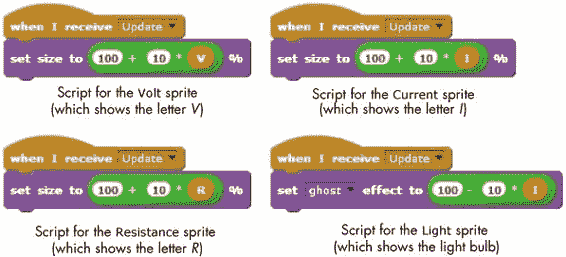 when I receive Update
set size to 100 + 10 * V %
Script for the Volt sprite
(which shows the letter V)
when I receive Update
set size to 100 + 10 * I %
Script for the Current sprite
(which shows the letter I)
when I receive Update
set size to 100 + 10 * R %
Script for the Resistance sprite
(which shows the letter R)
when I receive Update
set ghost effect to 100 - 10 * I
Script for the Light sprite
(which shows the light bulb)